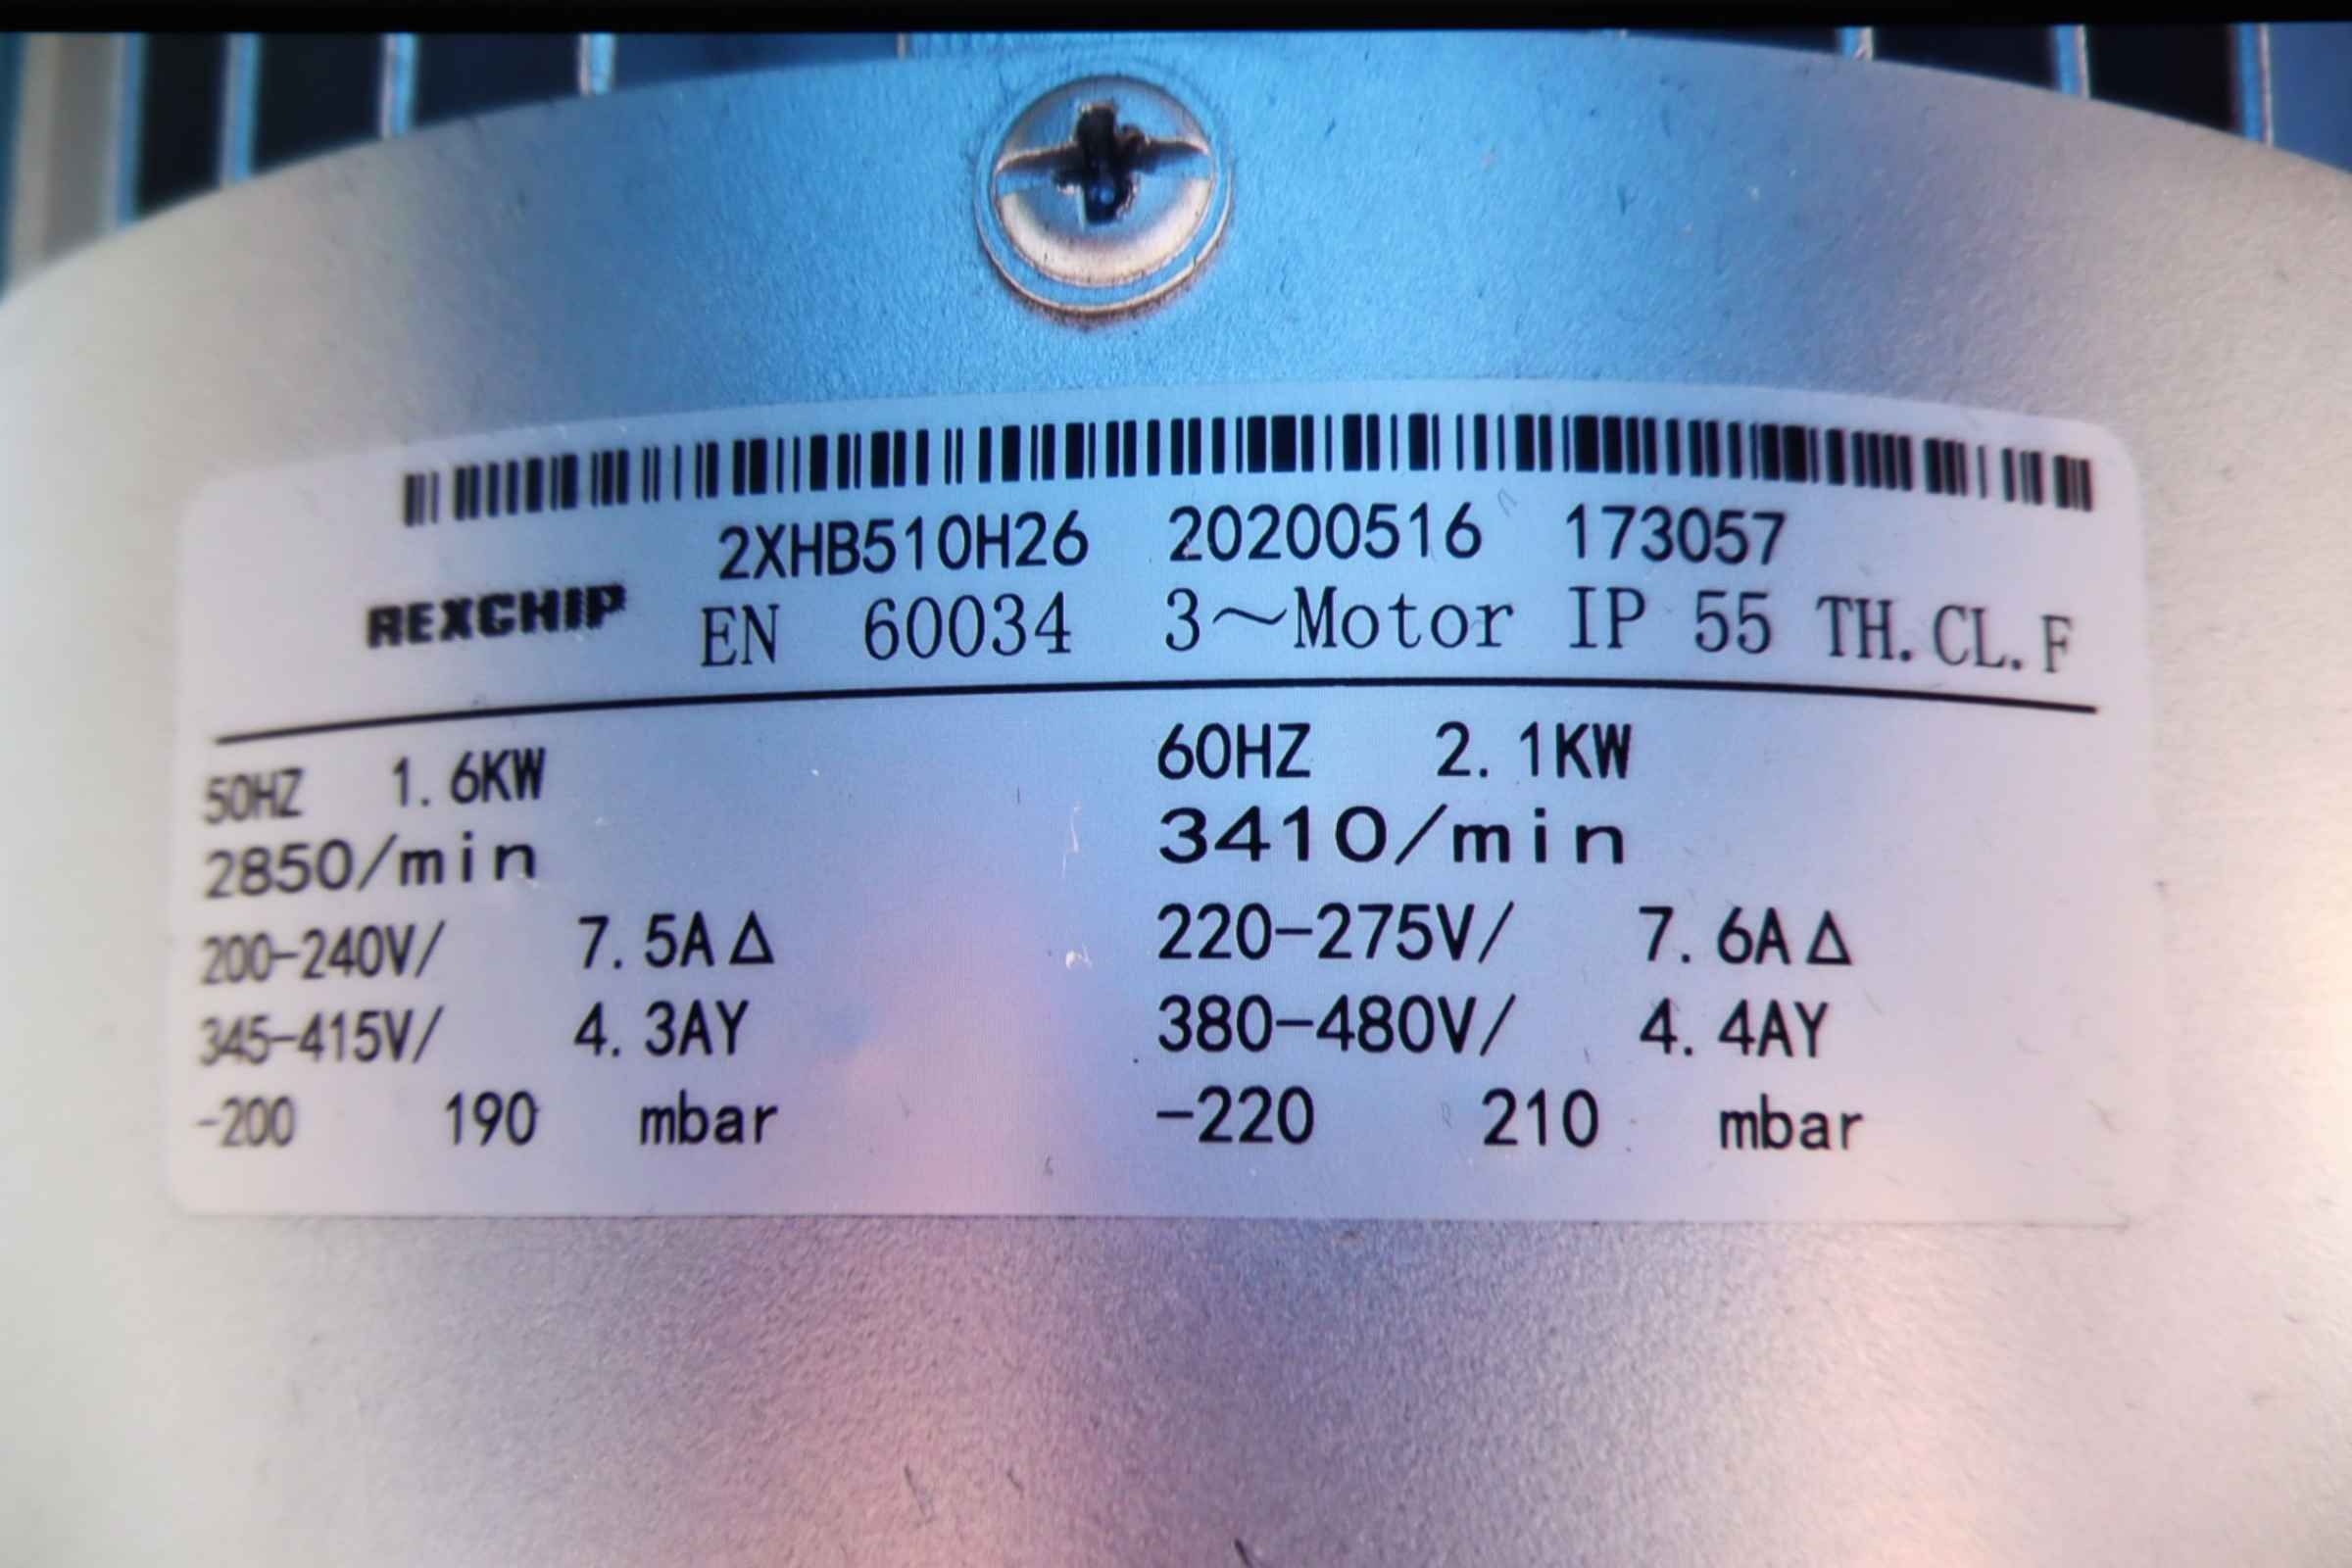 2XHB510H26 20200516 173057
REXCHIP EN 60034 3~Motor IP 55 TH.CL.F
50HZ 1.6KW
2850/min
200-240V/ 7.5A△
345-415V/ 4.3AY
-200 190 mbar
60HZ 2.1KW
3410/min
220-275V/ 7.6A△
380-480V/ 4.4AY
-220 210 mbar